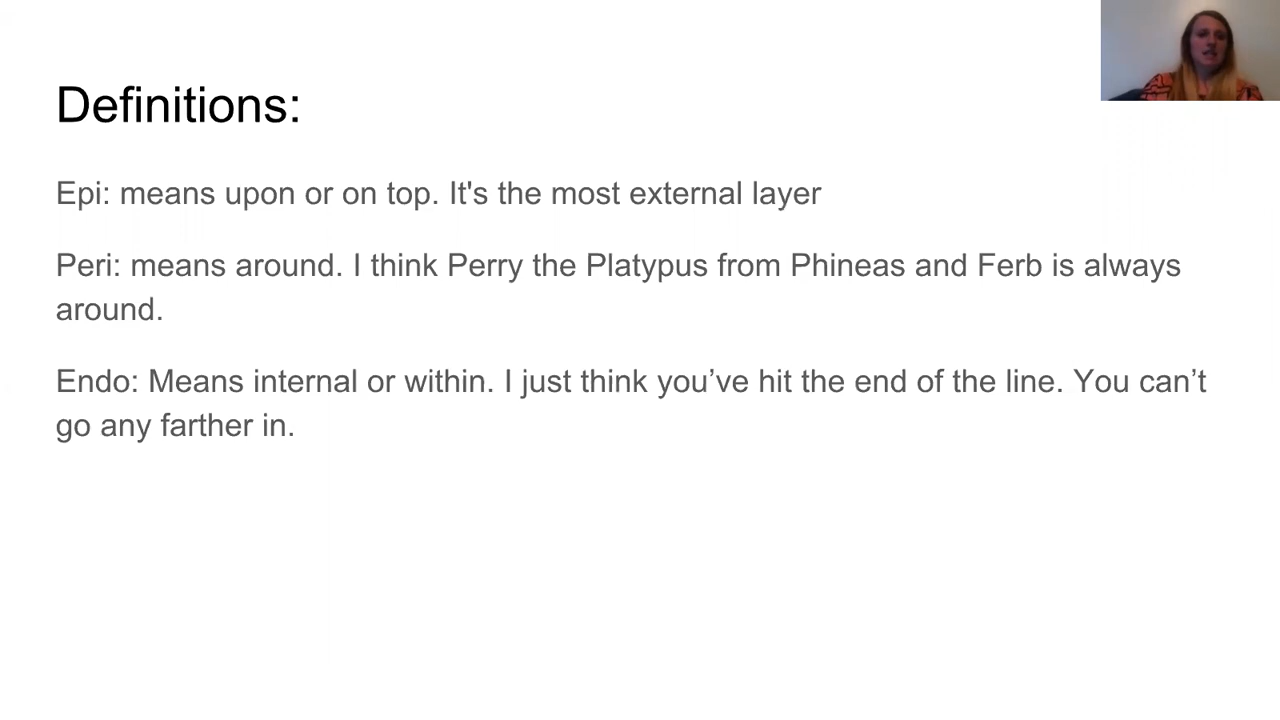 Definitions:
Epi: means upon or on top. It's the most external layer
Peri: means around. I think Perry the Platypus from Phineas and Ferb is always
around.
Endo: Means internal or within. I just think you’ve hit the end of the line. You can’t
go any farther in.